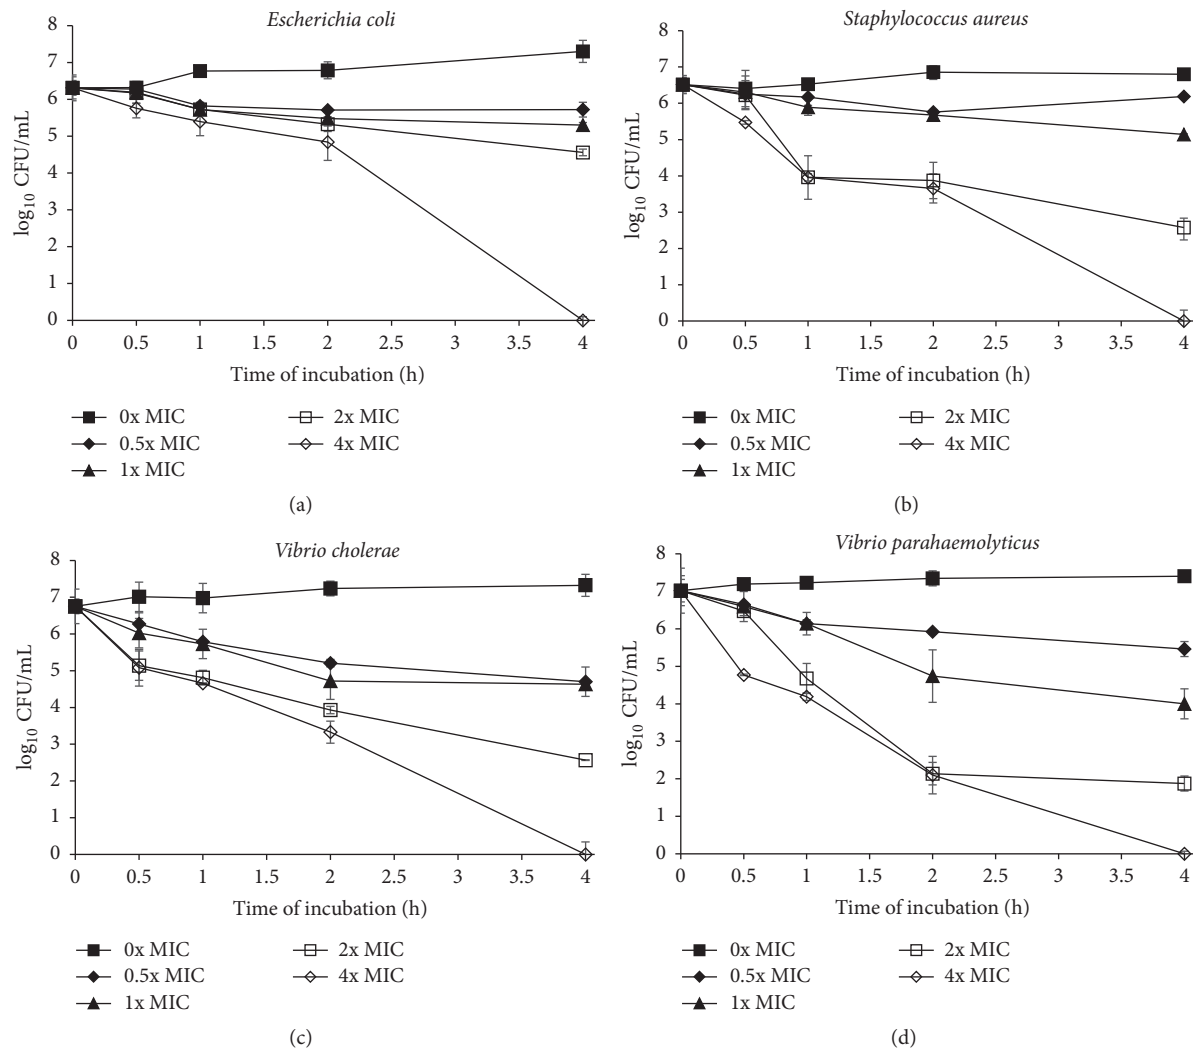 Escherichia coli
8
7
6
5
4
3
2
1
0
log10 CFU/mL
0 0.5 1 1.5 2 2.5 3 3.5 4
Time of incubation (h)
0x MIC 2x MIC
0.5x MIC 4x MIC
1x MIC
(a)
Staphylococcus aureus
8
7
6
5
4
3
2
1
0
log10 CFU/mL
0 0.5 1 1.5 2 2.5 3 3.5 4
Time of incubation (h)
0x MIC 2x MIC
0.5x MIC 4x MIC
1x MIC
(b)
Vibrio cholerae
8
7
6
5
4
3
2
1
0
log10 CFU/mL
0 0.5 1 1.5 2 2.5 3 3.5 4
Time of incubation (h)
0x MIC 2x MIC
0.5x MIC 4x MIC
1x MIC
(c)
Vibrio parahaemolyticus
8
7
6
5
4
3
2
1
0
log10 CFU/mL
0 0.5 1 1.5 2 2.5 3 3.5 4
Time of incubation (h)
0x MIC 2x MIC
0.5x MIC 4x MIC
1x MIC
(d)